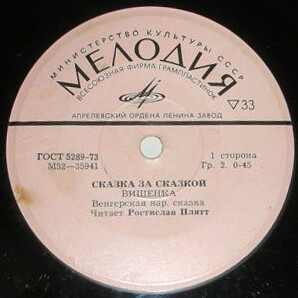 МИНИСТЕРСТВО КУЛЬТУРЫ СССР
МЕЛОДИЯ
ВСЕСОЮЗНАЯ ФИРМА ГРАМПЛАСТИНОК
▽33
АПРЕЛЕВСКИЙ ОРДЕНА ЛЕНИНА ЗАВОД
ГОСТ 5289-73
1 сторона
М52—35941
Гр. 2. 0-45
СКАЗКА ЗА СКАЗКОЙ
ВИШЕНКА
Венгерская нар. сказка
Читает Ростислав Плятт